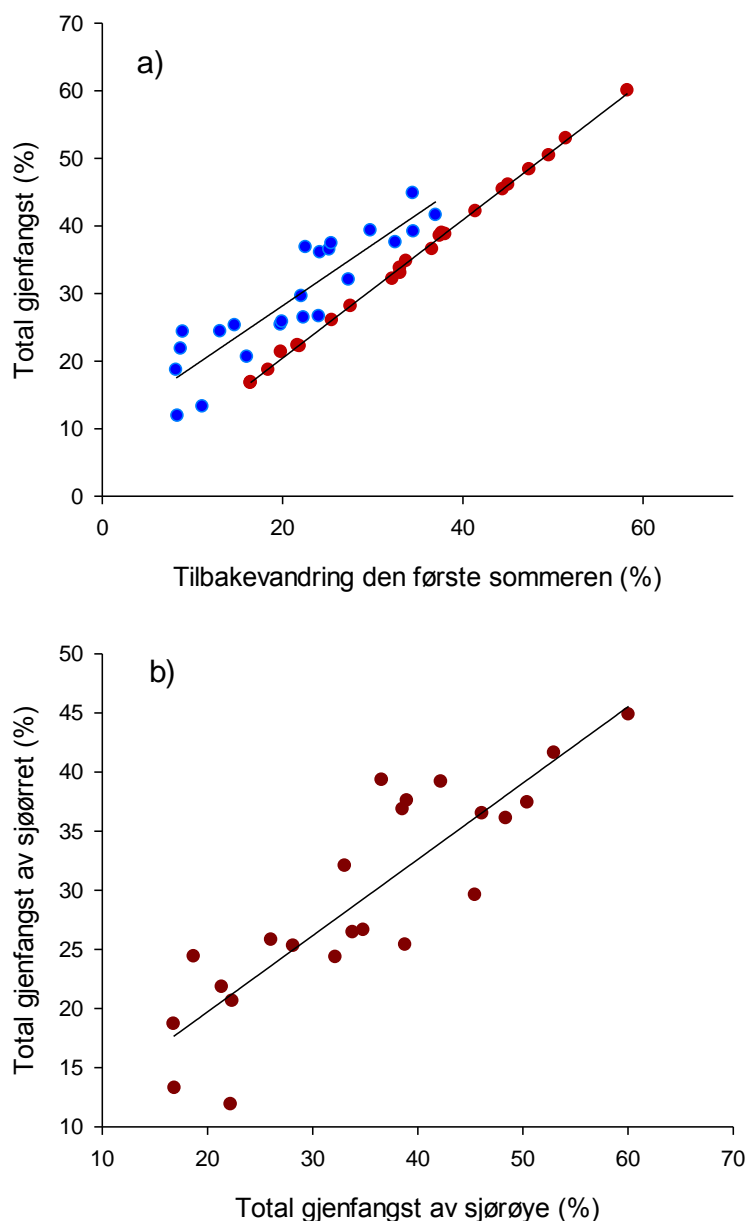 a)
Total gjenfangst (%)
70
60
50
40
30
20
10
0
0 20 40 60
Tilbakevandring den første sommeren (%)
b)
Total gjenfangst av sjøørret (%)
50
45
40
35
30
25
20
15
10
10 20 30 40 50 60 70
Total gjenfangst av sjørøye (%)